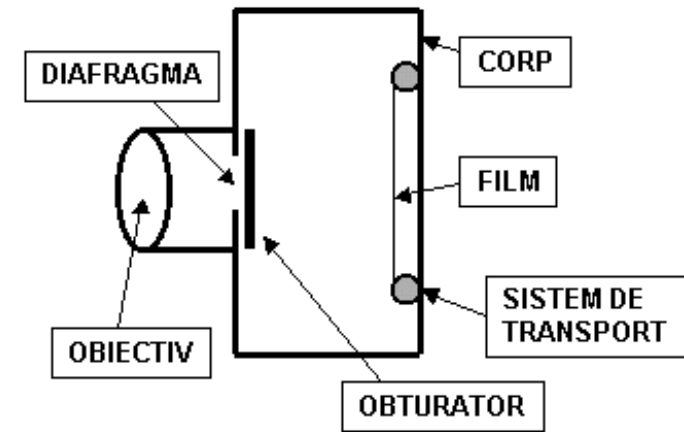 DIAFRAGMA
CORP
FILM
SISTEM DE
TRANSPORT
OBIECTIV
OBTURATOR